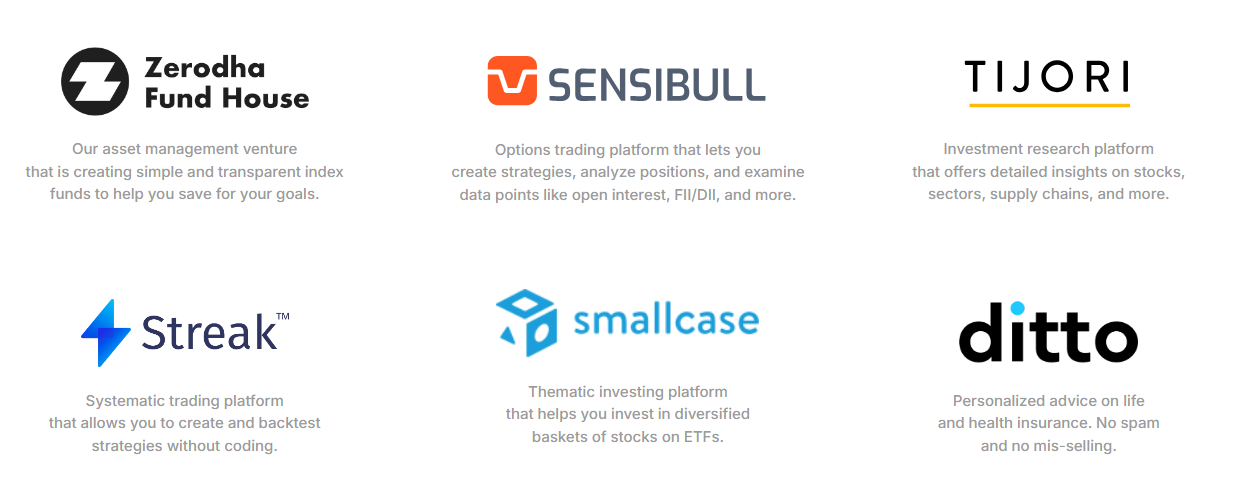 Zerodha
Fund House
Our asset management venture
that is creating simple and transparent index
funds to help you save for your goals.
SENSIBULL
Options trading platform that lets you
create strategies, analyze positions, and examine
data points like open interest, FII/DII, and more.
TIJORI
Investment research platform
that offers detailed insights on stocks,
sectors, supply chains, and more.
Streak™
Systematic trading platform
that allows you to create and backtest
strategies without coding.
smallcase
Thematic investing platform
that helps you invest in diversified
baskets of stocks on ETFs.
ditto
Personalized advice on life
and health insurance. No spam
and no mis-selling.